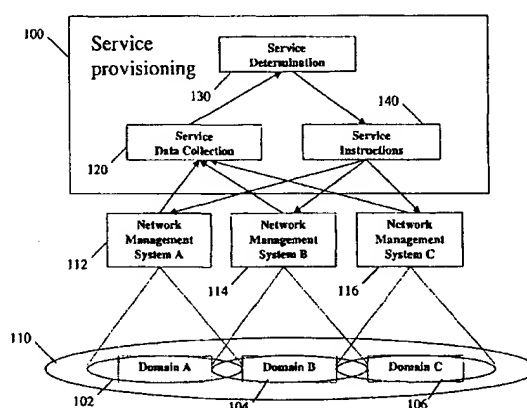 100
Service
provisioning
Service
Determination
130
140
Service
Data Collection
Service
Instructions
120
Network
Management
System A
Network
Management
System B
Network
Management
System C
112
114
116
110
Domain A
Domain B
Domain C
102
104
106